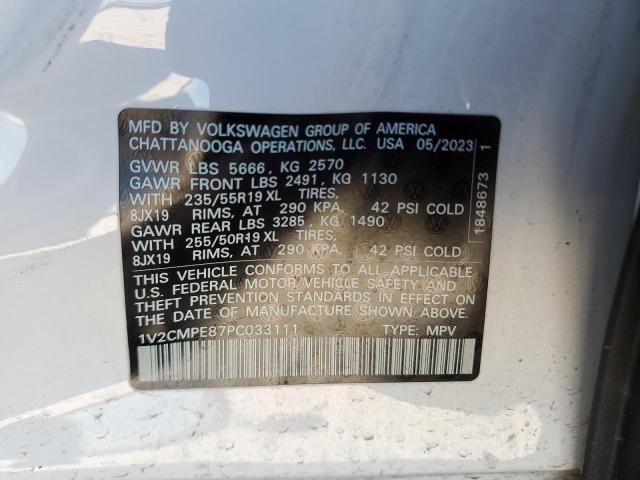 MFD BY VOLKSWAGEN GROUP OF AMERICA
CHATTANOOGA OPERATIONS, LLC. USA 05/2023
GVWR LBS 5666, KG 2570
GAWR FRONT LBS 2491, KG 1130
WITH 235/55R19 XL TIRES,
8JX19 RIMS, AT 290 KPA, 42 PSI COLD
GAWR REAR LBS 3285, KG 1490
WITH 255/50R19 XL TIRES,
8JX19 RIMS, AT 290 KPA, 42 PSI COLD
THIS VEHICLE CONFORMS TO ALL APPLICABLE
U.S. FEDERAL MOTOR VEHICLE SAFETY AND
THEFT PREVENTION STANDARDS IN EFFECT ON
THE DATE OF MANUFACTURE SHOWN ABOVE.
1V2CMPE87PC033111 TYPE: MPV
1848673 1